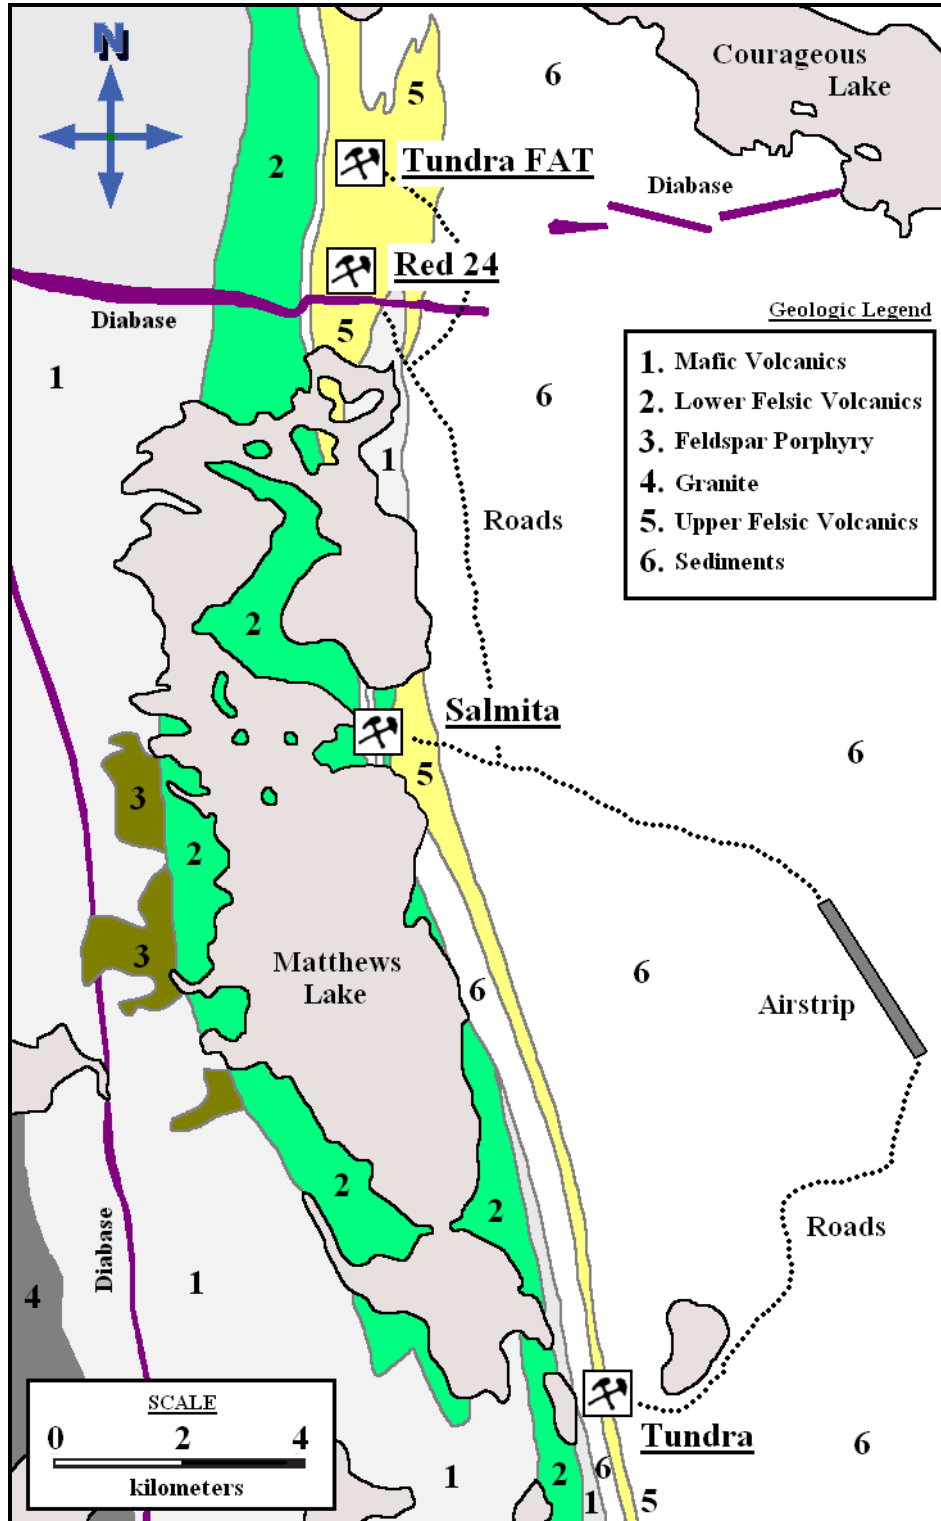 N
Courageous
Lake
6
5
2
Tundra FAT
Diabase
Red 24
Diabase
5
1
6
Geologic Legend
1. Mafic Volcanics
2. Lower Felsic Volcanics
3. Feldspar Porphyry
4. Granite
5. Upper Felsic Volcanics
6. Sediments
1
Roads
2
Salmita
6
5
3
2
3
Matthews
Lake
6
6
Airstrip
2
2
Roads
Diabase
1
4
SCALE
0 2 4
kilometers
Tundra
6
1
2
6
1
5